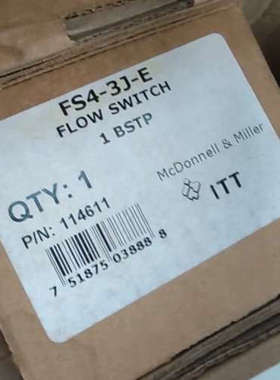 FS4-3J-E
FLOW SWITCH
1 BSTP
QTY: 1
McDonnell & Miller
P/N: 114611
ITT
7 51875 03888 8